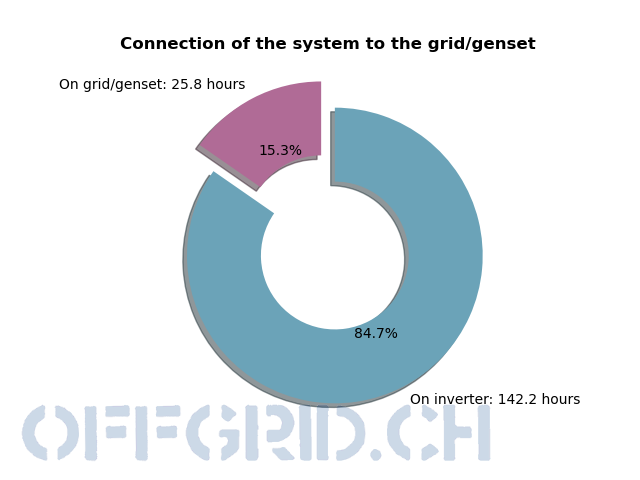 Connection of the system to the grid/genset
On grid/genset: 25.8 hours
15.3%
84.7%
On inverter: 142.2 hours
OFFGRID.CH